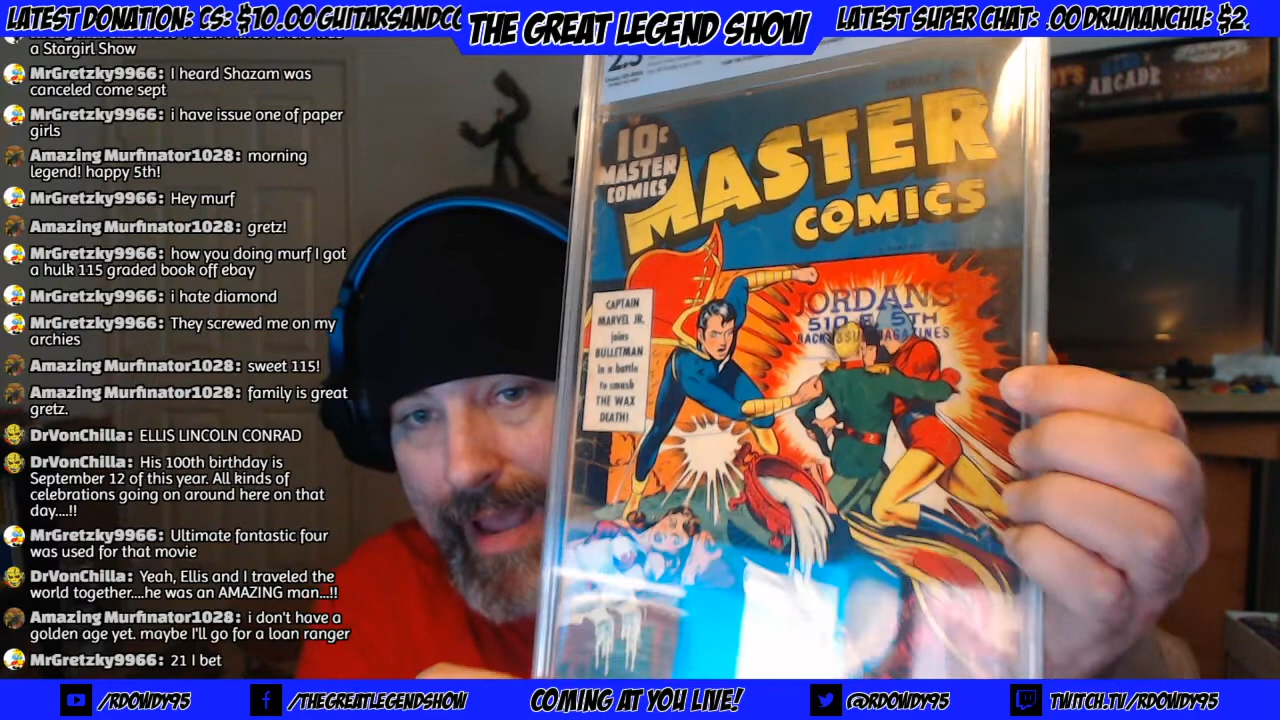 LATEST DONATION: CS: $10.00 GUITARSANDCO
THE GREAT LEGEND SHOW
LATEST SUPER CHAT: .00 DRUMANCHU: $2.
a Stargirl Show
MrGretzky9966: I heard Shazam was
canceled come sept
MrGretzky9966: i have issue one of paper
girls
Amazing Murfinator1028: morning
legend! happy 5th!
MrGretzky9966: Hey murf
Amazing Murfinator1028: gretz!
MrGretzky9966: how you doing murf I got
a hulk 115 graded book off ebay
MrGretzky9966: i hate diamond
MrGretzky9966: They screwed me on my
archies
Amazing Murfinator1028: sweet 115!
Amazing Murfinator1028: family is great
gretz.
DrVonChilla: ELLIS LINCOLN CONRAD
DrVonChilla: His 100th birthday is
September 12 of this year. All kinds of
celebrations going on around here on that
day....!!
MrGretzky9966: Ultimate fantastic four
was used for that movie
DrVonChilla: Yeah, Ellis and I traveled the
world together....he was an AMAZING man...!!
Amazing Murfinator1028: i don't have a
golden age yet. maybe I'll go for a loan ranger
MrGretzky9966: 21 I bet
2.5
10¢
MASTER
COMICS
MASTER
COMICS
CAPTAIN
MARVEL JR.
joins
BULLETMAN
in a battle
to smash
THE WAX
DEATH!
JORDANS
510 E. 5TH
BACK ISSUE MAGAZINES
ARCADE
/RDOWDY95
/THEGREATLEGENDSHOW
COMING AT YOU LIVE!
@RDOWDY95
TWITCH.TV/RDOWDY95